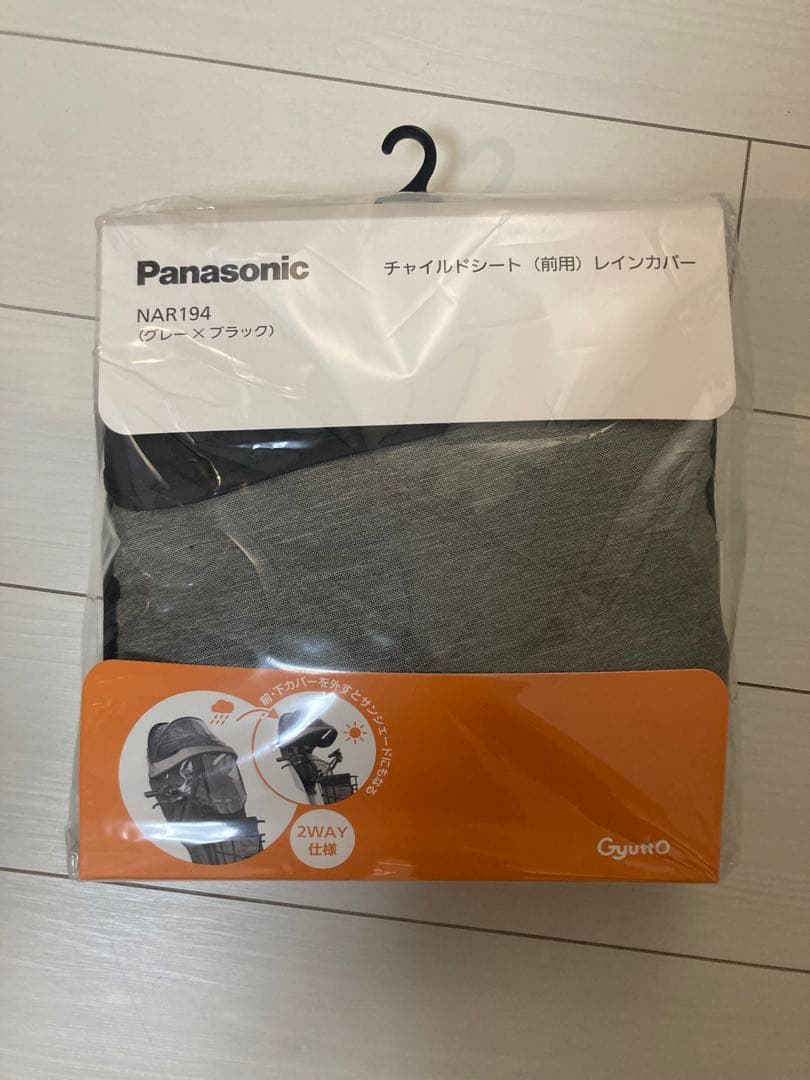 Panasonic
チャイルドシート（前用）レインカバー
NAR194
（グレー×ブラック）
前・下カバーを外すとサンシェードにもなる
2WAY
仕様
Gyutto